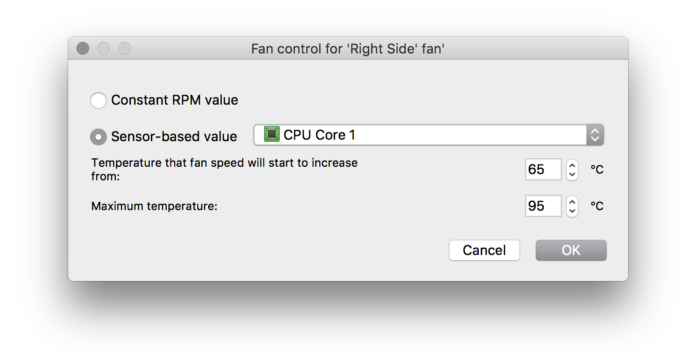 Fan control for 'Right Side' fan'
Constant RPM value
Sensor-based value CPU Core 1
Temperature that fan speed will start to increase
from: 65 °C
Maximum temperature: 95 °C
Cancel OK